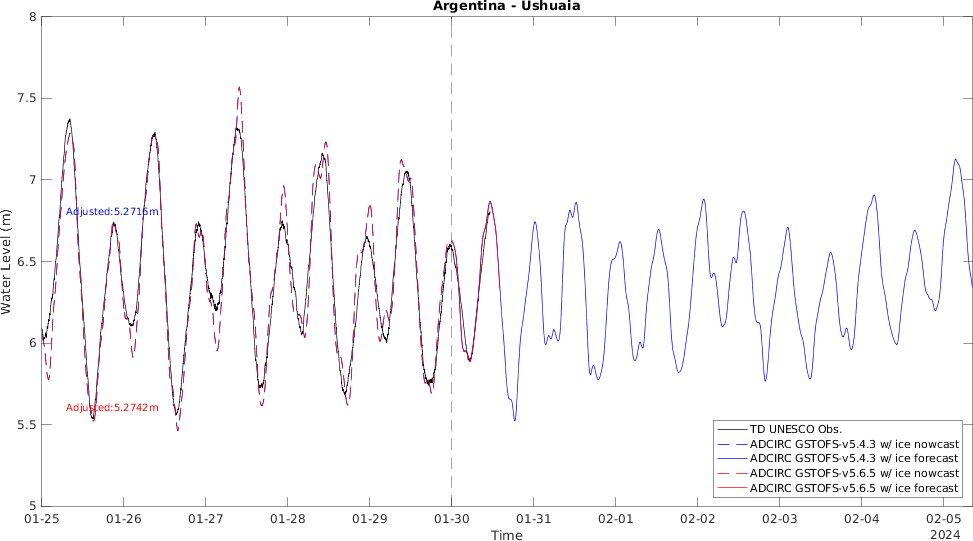 Argentina - Ushuaia
8
7.5
7
6.5
6
5.5
5
Water Level (m)
Adjusted:5.2716m
Adjusted:5.2742m
TD UNESCO Obs.
ADCIRC GSTOFS-v5.4.3 w/ ice nowcast
ADCIRC GSTOFS-v5.4.3 w/ ice forecast
ADCIRC GSTOFS-v5.6.5 w/ ice nowcast
ADCIRC GSTOFS-v5.6.5 w/ ice forecast
01-25 01-26 01-27 01-28 01-29 01-30 01-31 02-01 02-02 02-03 02-04 02-05
Time
2024